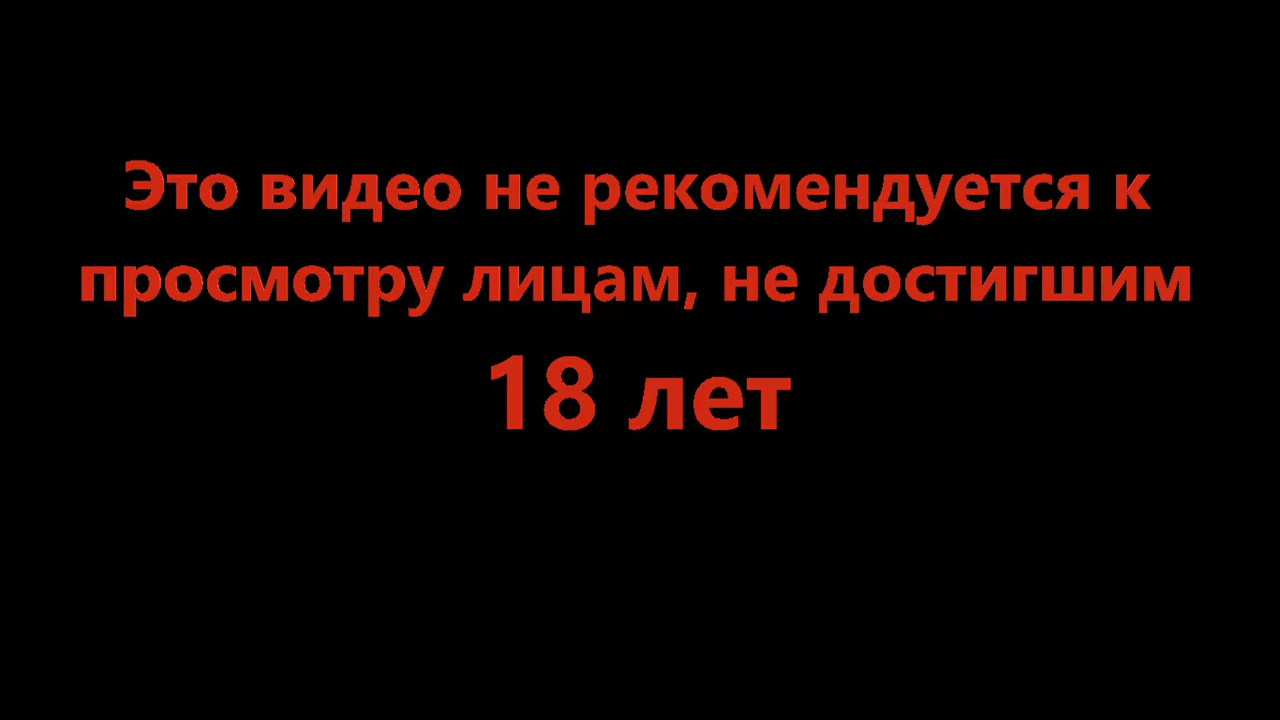 Это видео не рекомендуется к
просмотру лицам, не достигшим
18 лет